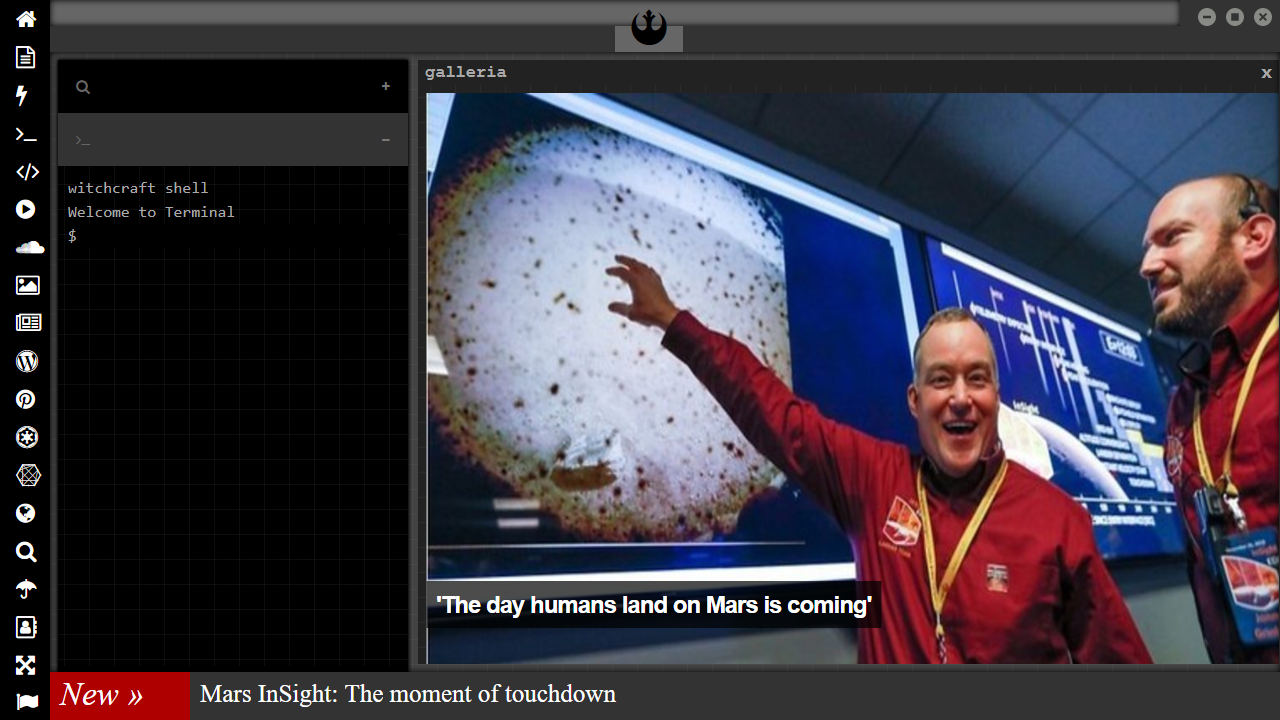 galleria
x
+
>_
−
witchcraft shell
Welcome to Terminal
$
InSight
'The day humans land on Mars is coming'
New »
Mars InSight: The moment of touchdown